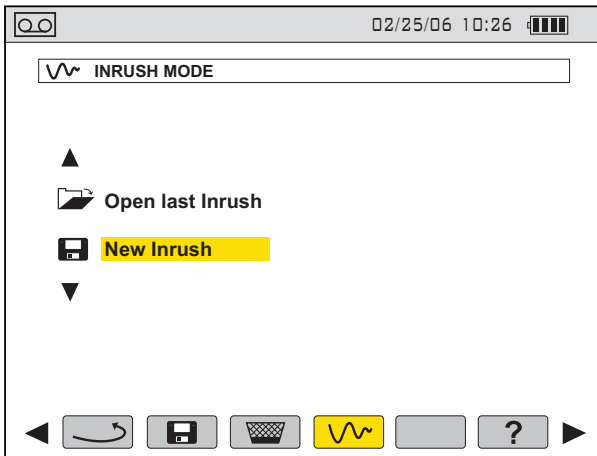 02/25/06 10:26
INRUSH MODE
Open last Inrush
New Inrush
?